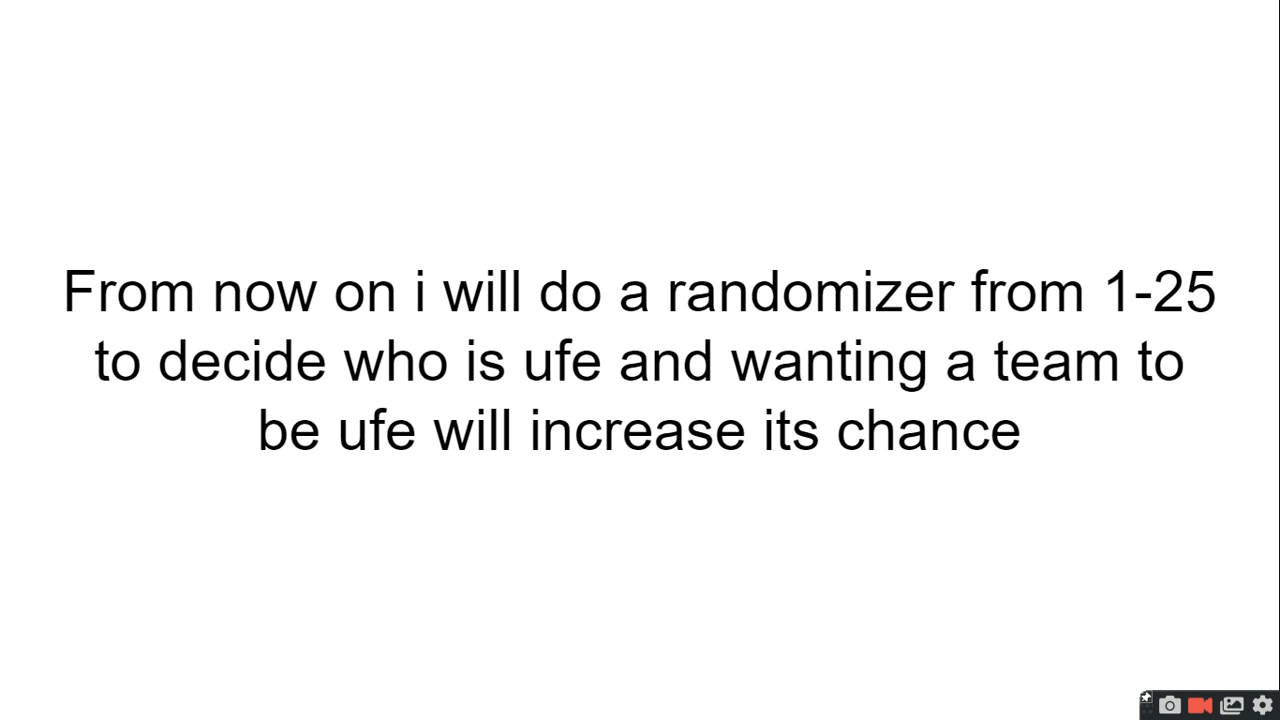 From now on i will do a randomizer from 1-25
to decide who is ufe and wanting a team to
be ufe will increase its chance